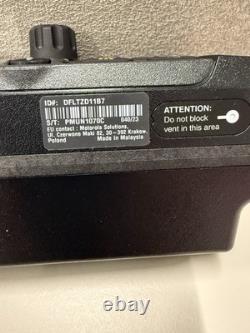 ID#: DFLTZD11B7
S/T: PMUN1070C 040/23
EU contact : Motorola Solutions,
Ul. Czerwone Maki 82, 30-392 Krakow,
Poland Made in Malaysia
ATTENTION:
Do not block
vent in this area
ebay